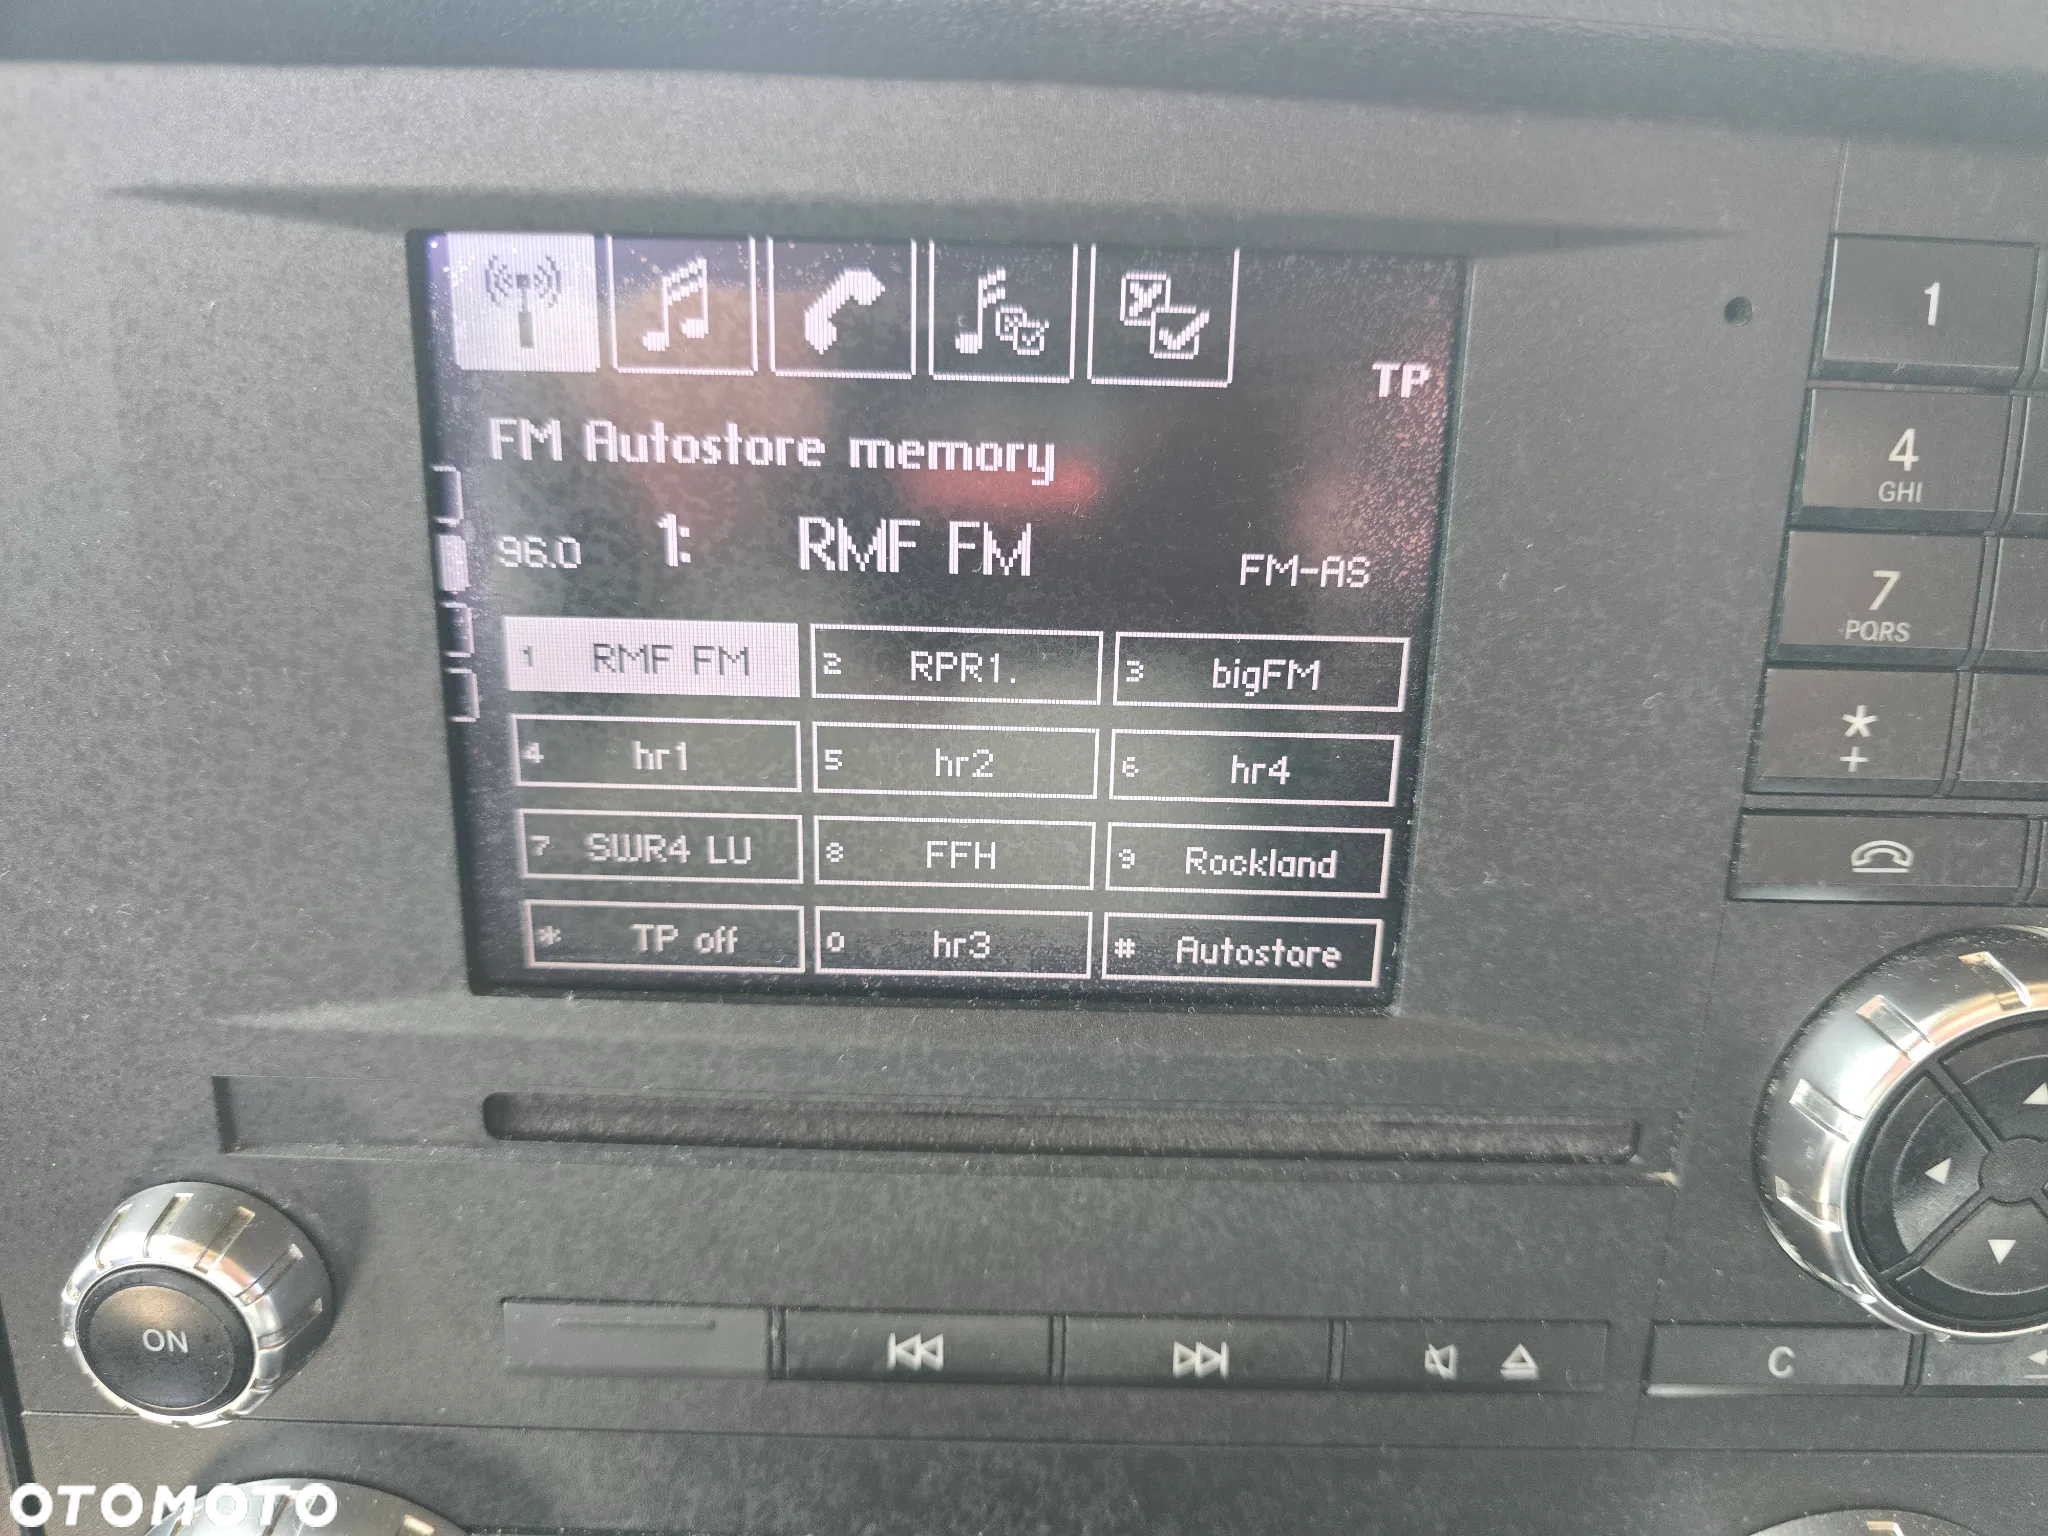 TP
FM Autostore memory
96.0 1: RMF FM FM-AS
1 RMF FM 2 RPR1. 3 bigFM
4 hr1 5 hr2 6 hr4
7 SWR4 LU 8 FFH 9 Rockland
* TP off 0 hr3 # Autostore
1
4
GHI
7
PQRS
*
+
ON
C
OTOMOTO